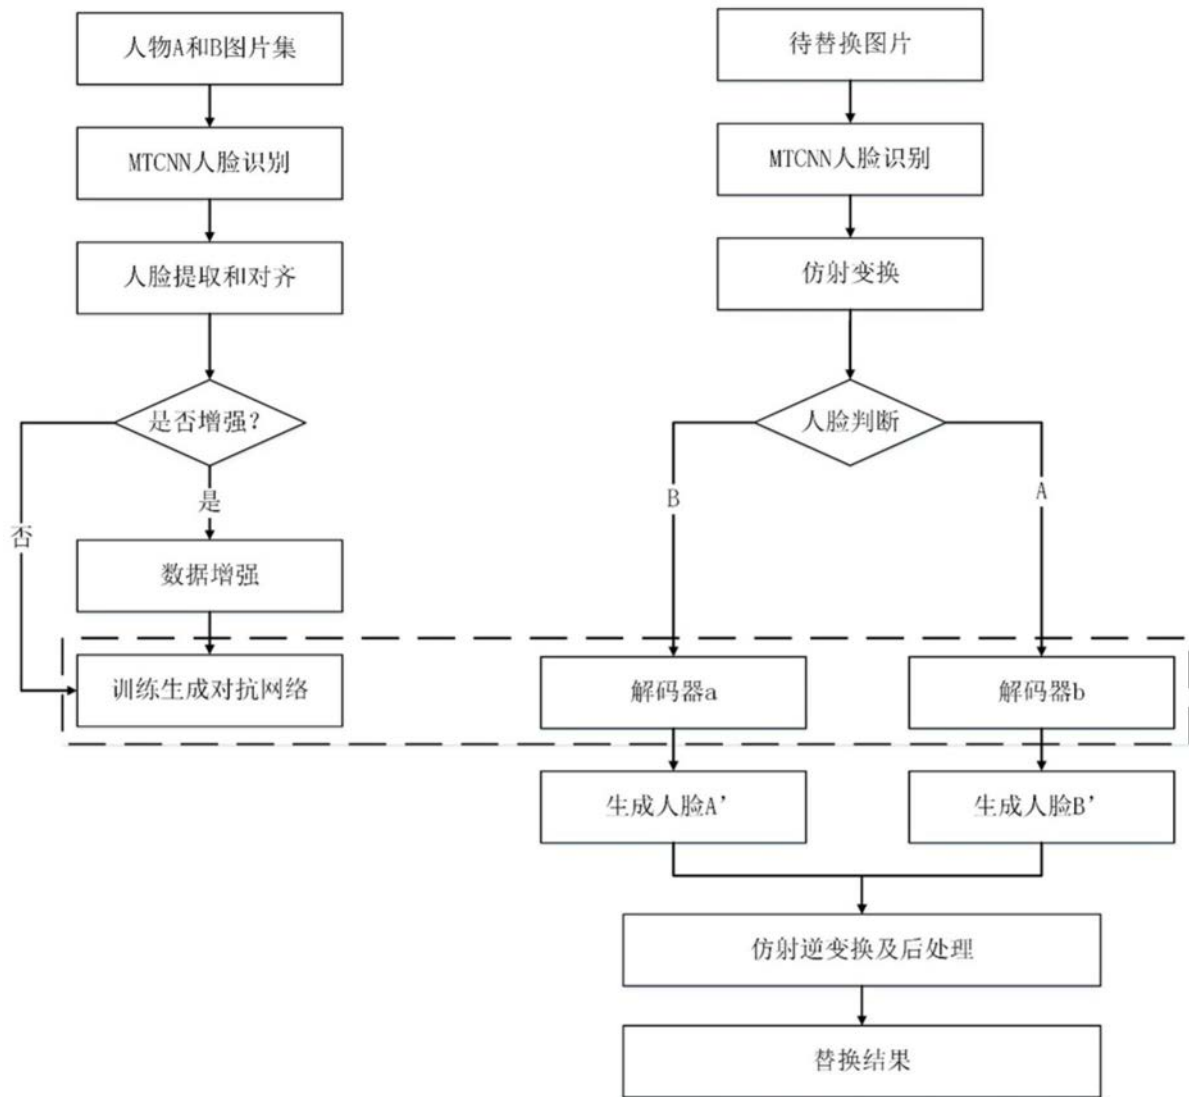 人物A和B图片集
MTCNN人脸识别
人脸提取和对齐
是否增强?
是
否
数据增强
训练生成对抗网络
待替换图片
MTCNN人脸识别
仿射变换
人脸判断
B
A
解码器a
解码器b
生成人脸A’
生成人脸B’
仿射逆变换及后处理
替换结果